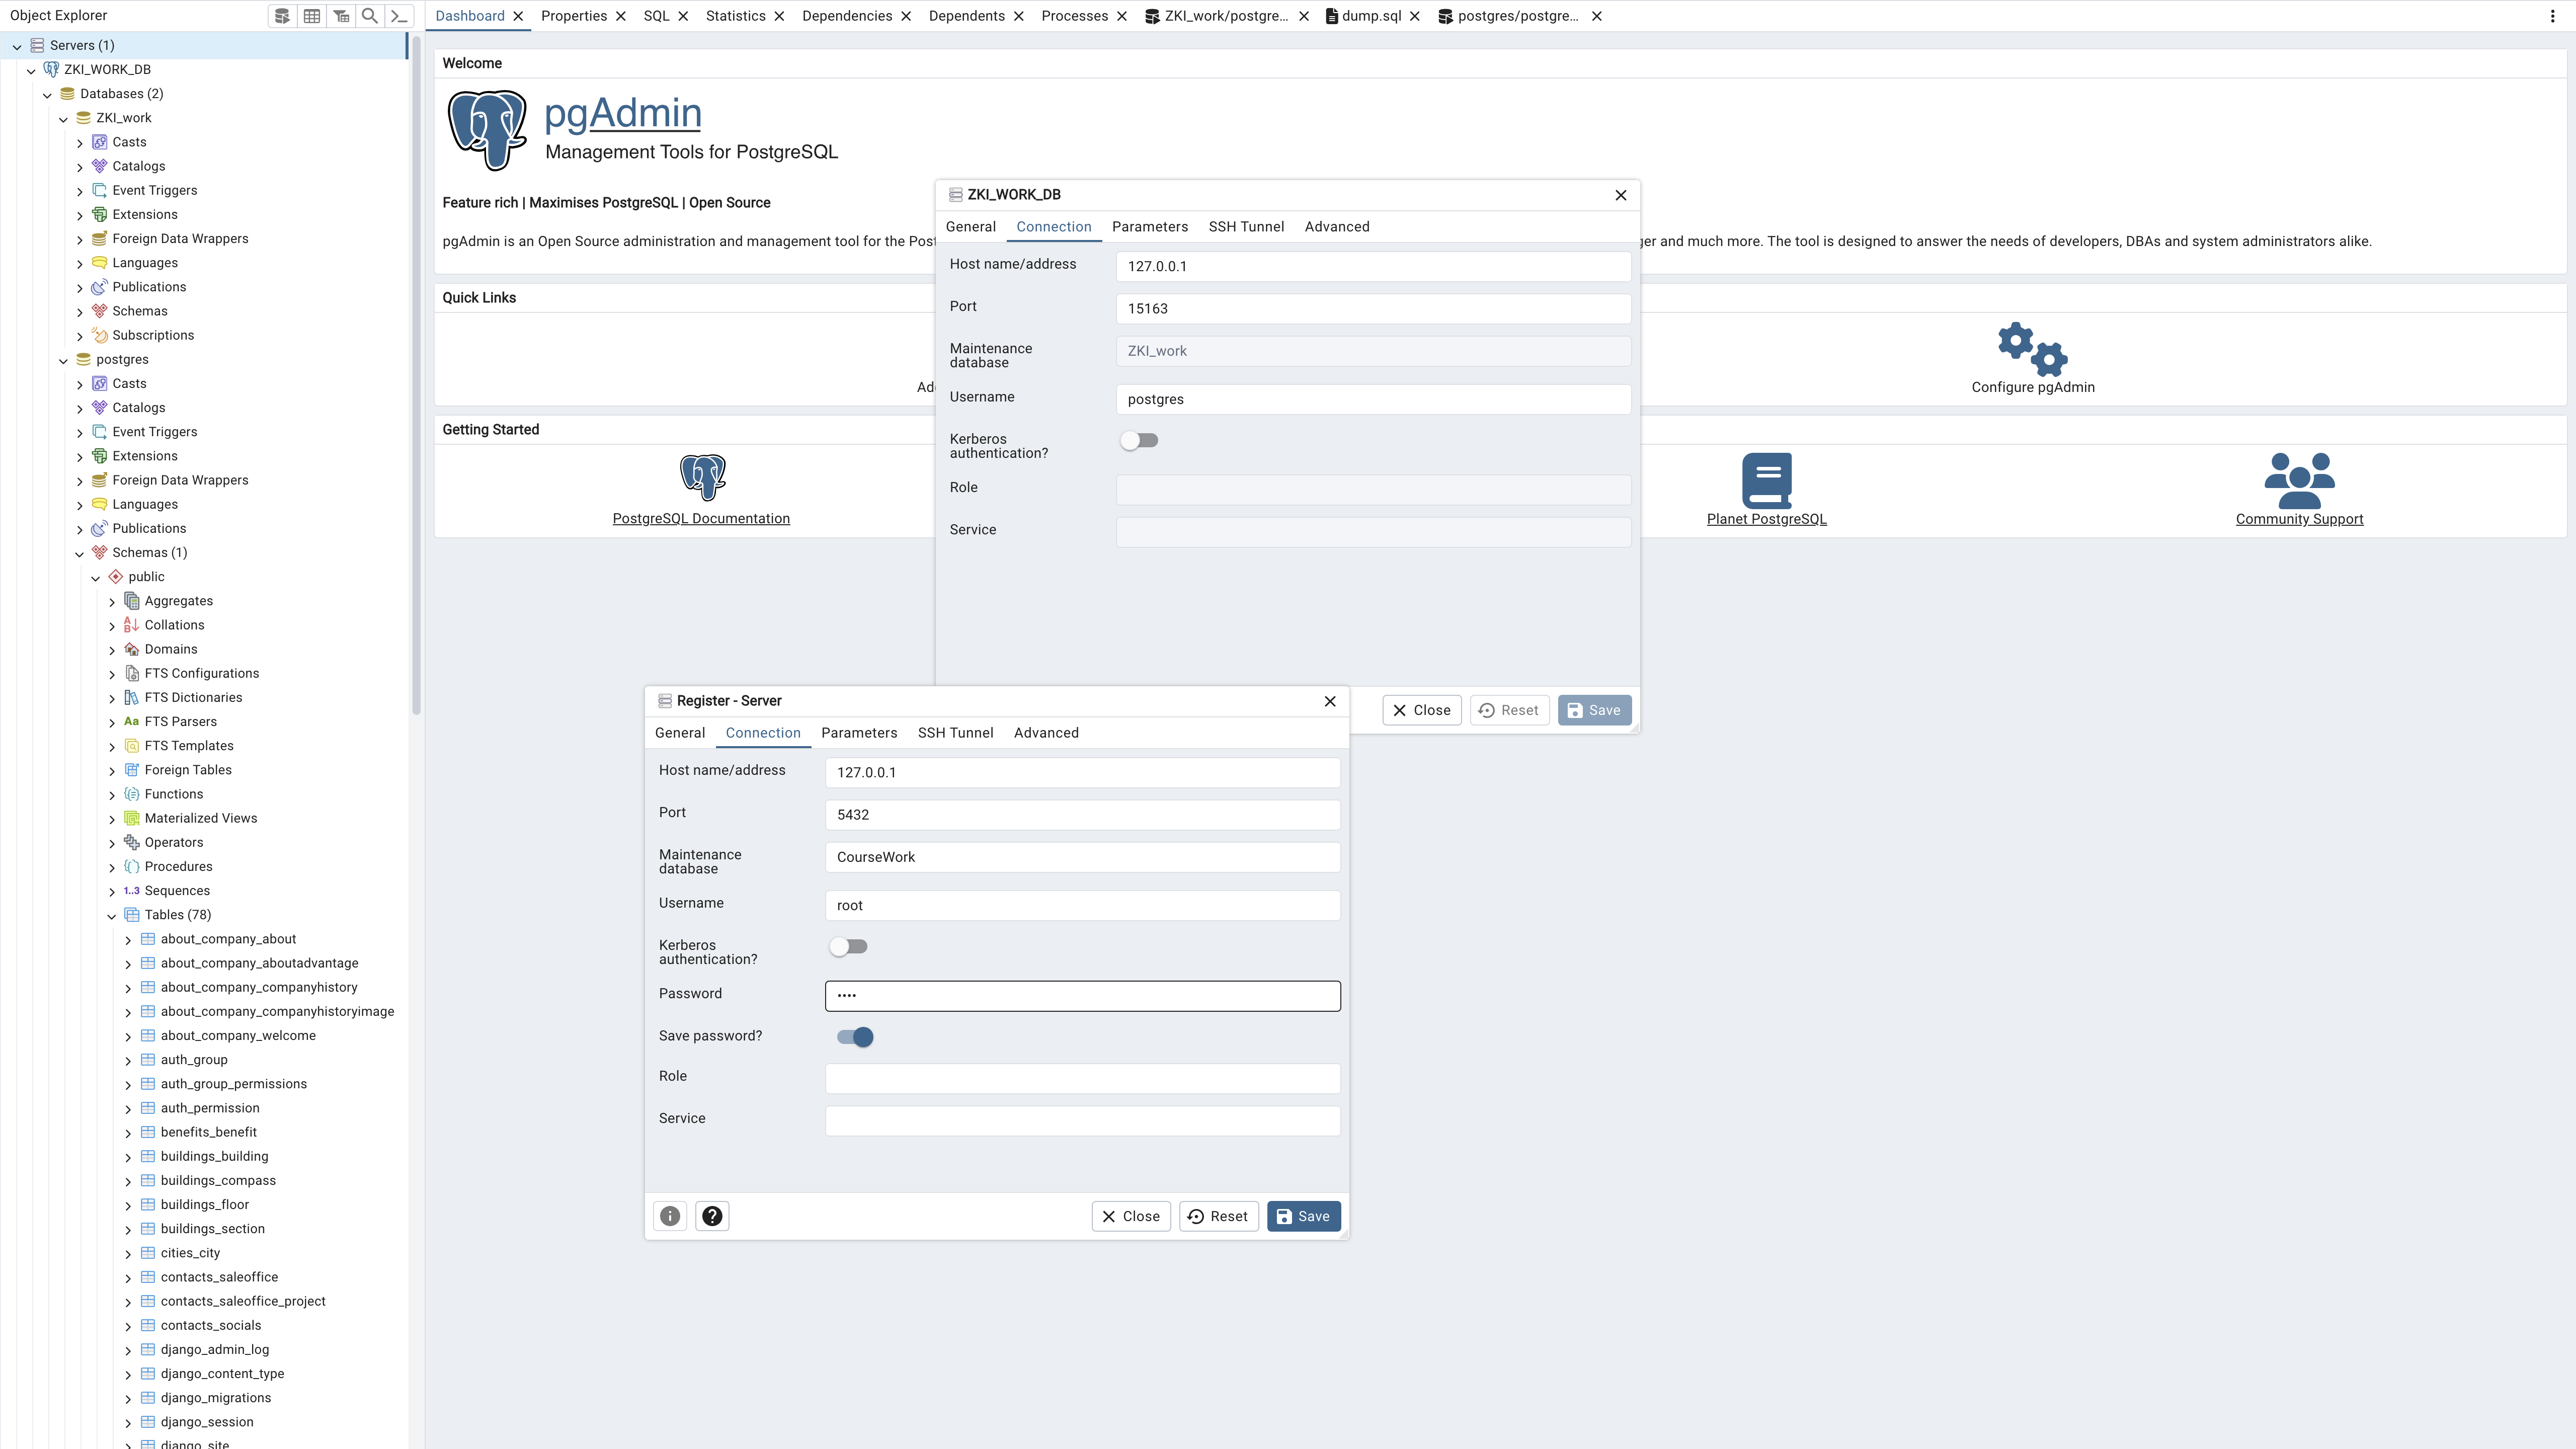 Object Explorer
Servers (1)
ZKI_WORK_DB
Databases (2)
ZKI_work
Casts
Catalogs
Event Triggers
Extensions
Foreign Data Wrappers
Languages
Publications
Schemas
Subscriptions
postgres
Casts
Catalogs
Event Triggers
Extensions
Foreign Data Wrappers
Languages
Publications
Schemas (1)
public
Aggregates
Collations
Domains
FTS Configurations
FTS Dictionaries
Aa FTS Parsers
FTS Templates
Foreign Tables
Functions
Materialized Views
Operators
Procedures
1..3 Sequences
Tables (78)
about_company_about
about_company_aboutadvantage
about_company_companyhistory
about_company_companyhistoryimage
about_company_welcome
auth_group
auth_group_permissions
auth_permission
benefits_benefit
buildings_building
buildings_compass
buildings_floor
buildings_section
cities_city
contacts_saleoffice
contacts_saleoffice_project
contacts_socials
django_admin_log
django_content_type
django_migrations
django_session
django_site
Dashboard Properties SQL Statistics Dependencies Dependents Processes ZKI_work/postgre... dump.sql postgres/postgre...
Welcome
pgAdmin
Management Tools for PostgreSQL
Feature rich | Maximises PostgreSQL | Open Source
pgAdmin is an Open Source administration and management tool for the Post
ger and much more. The tool is designed to answer the needs of developers, DBAs and system administrators alike.
Quick Links
Configure pgAdmin
Getting Started
PostgreSQL Documentation
Planet PostgreSQL
Community Support
ZKI_WORK_DB
General Connection Parameters SSH Tunnel Advanced
Host name/address 127.0.0.1
Port 15163
Maintenance
database ZKI_work
Username postgres
Kerberos
authentication?
Role
Service
Close Reset Save
Register - Server
General Connection Parameters SSH Tunnel Advanced
Host name/address 127.0.0.1
Port 5432
Maintenance
database CourseWork
Username root
Kerberos
authentication?
Password ••••
Save password?
Role
Service
Close Reset Save